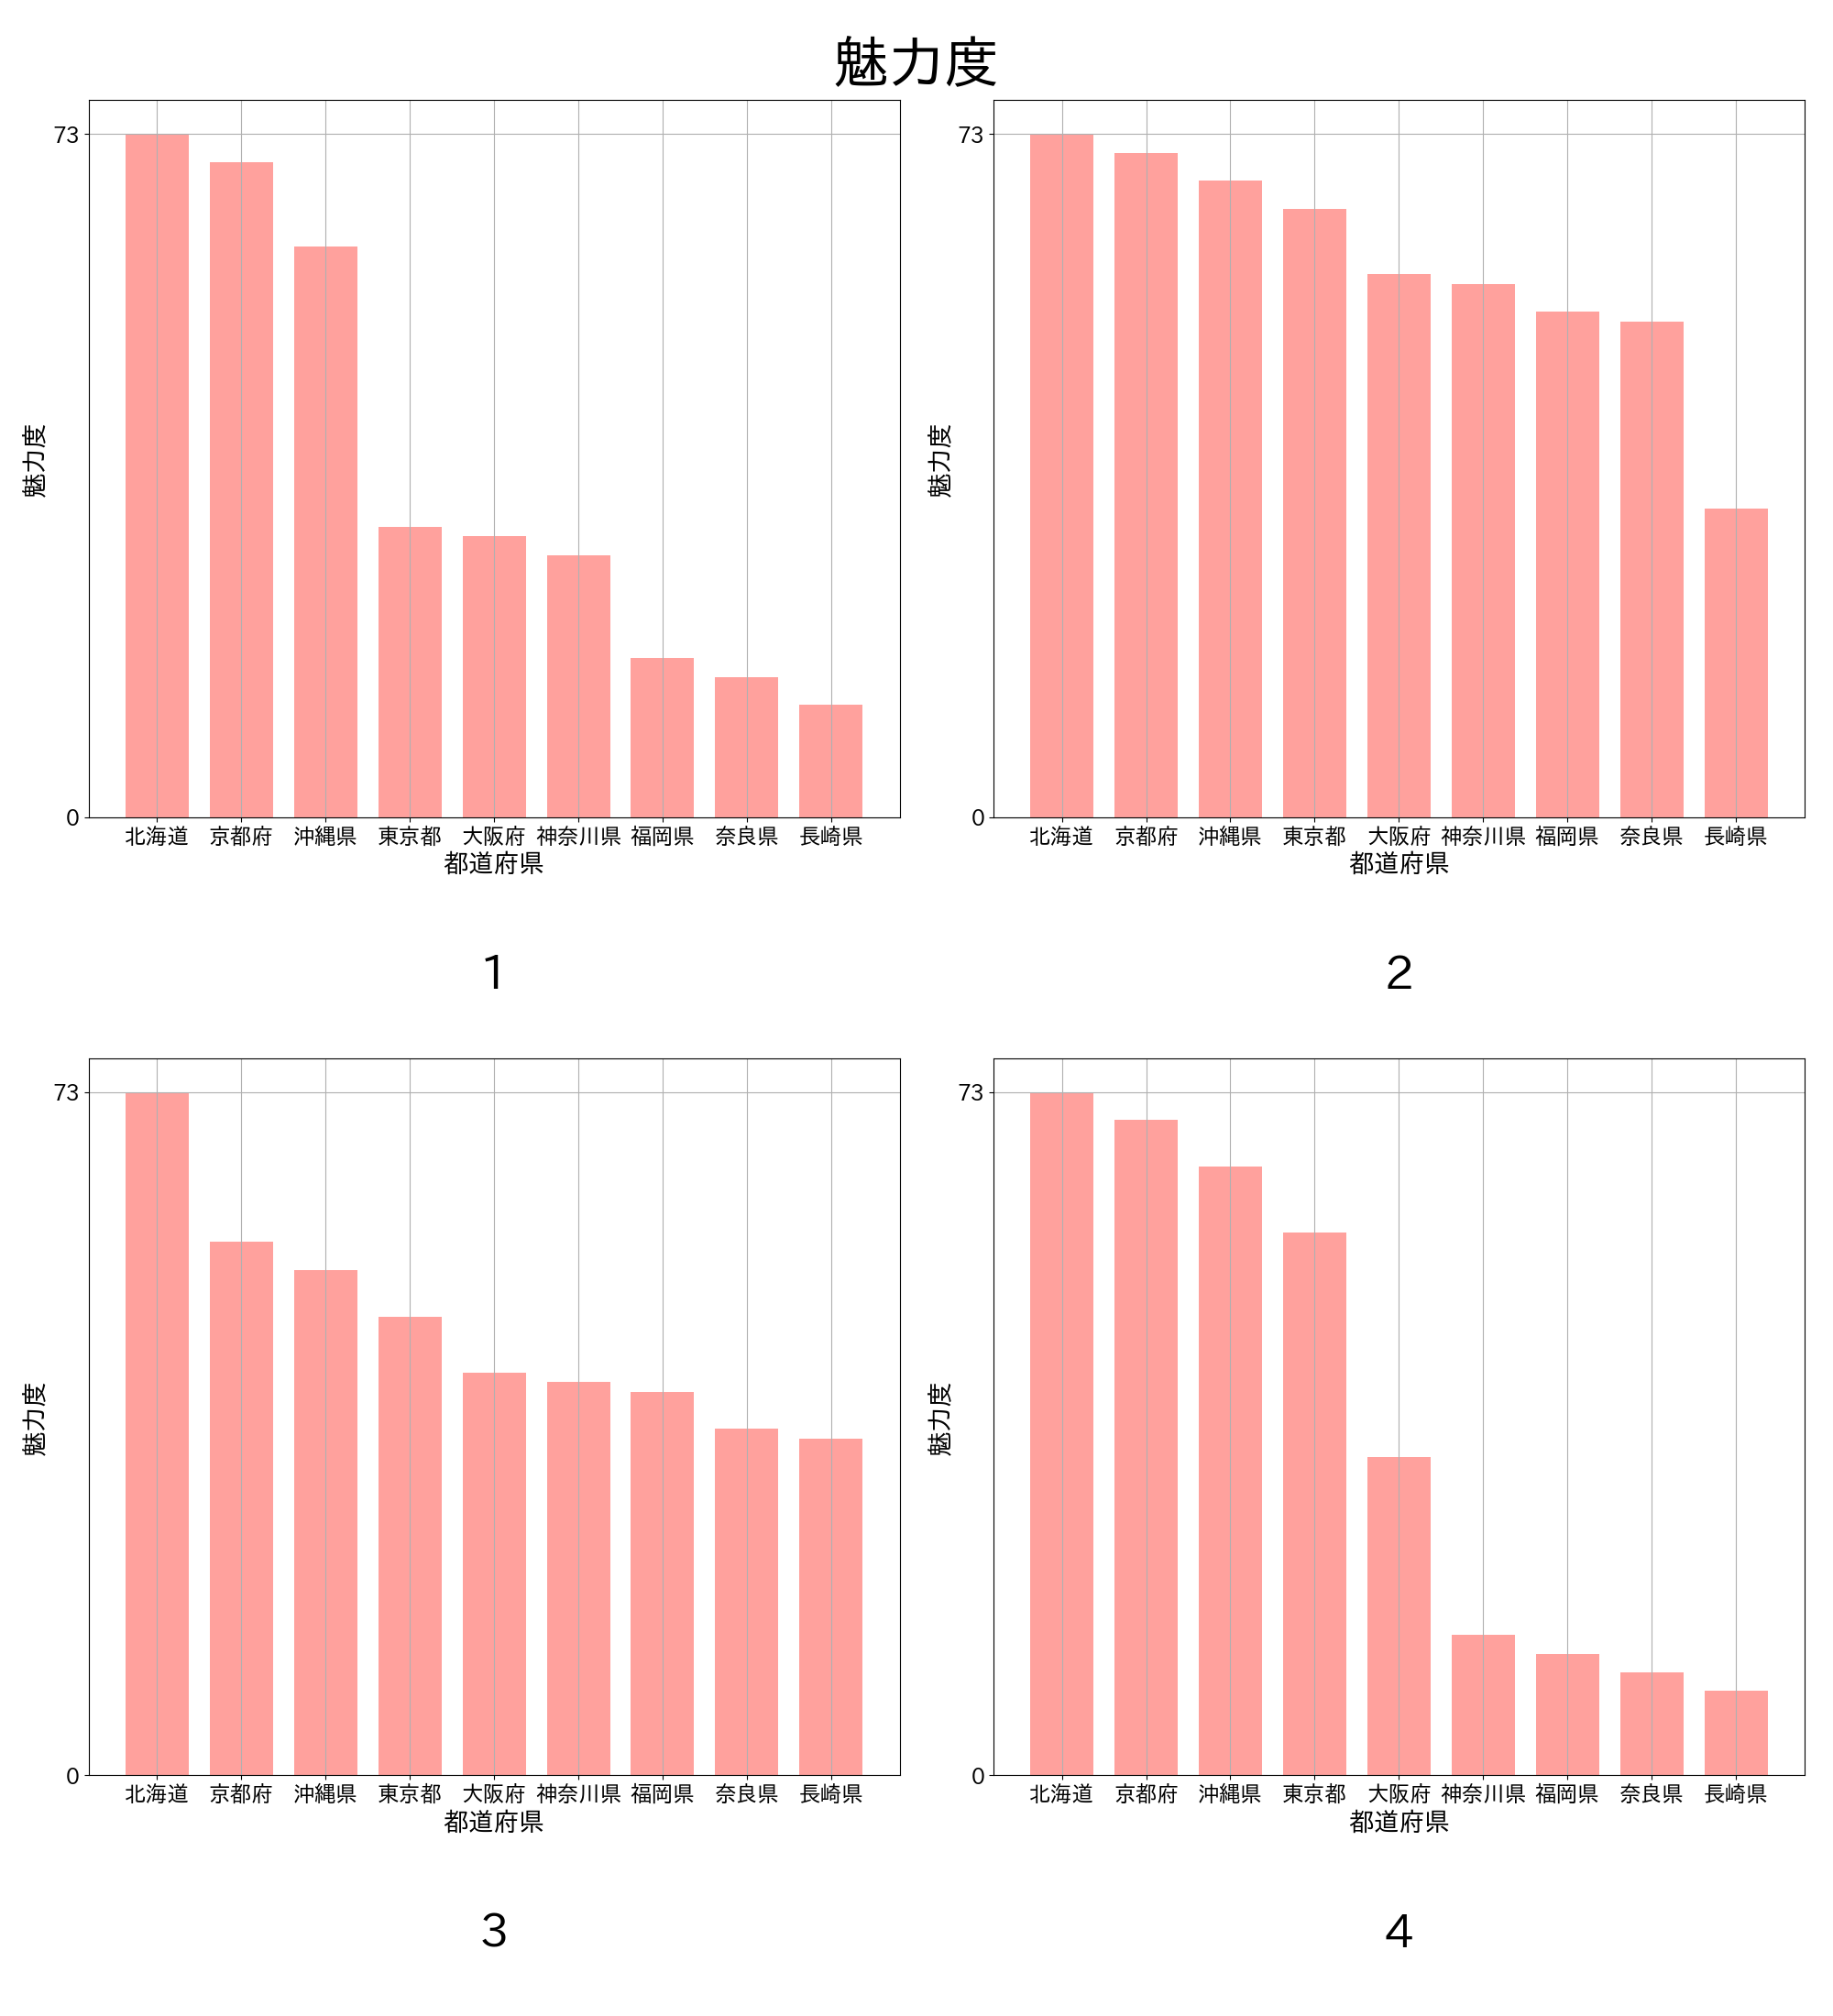 魅力度
73
0
魅力度
北海道 京都府 沖縄県 東京都 大阪府 神奈川県 福岡県 奈良県 長崎県
都道府県
1
73
0
魅力度
北海道 京都府 沖縄県 東京都 大阪府 神奈川県 福岡県 奈良県 長崎県
都道府県
2
73
0
魅力度
北海道 京都府 沖縄県 東京都 大阪府 神奈川県 福岡県 奈良県 長崎県
都道府県
3
73
0
魅力度
北海道 京都府 沖縄県 東京都 大阪府 神奈川県 福岡県 奈良県 長崎県
都道府県
4